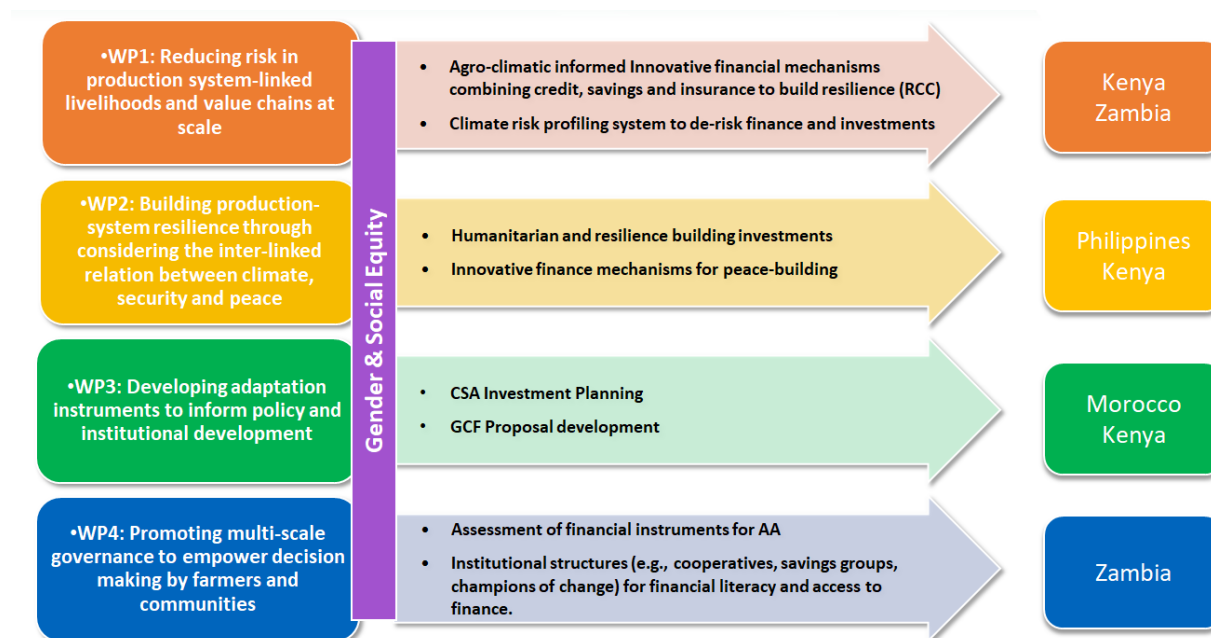 •WP1: Reducing risk in
production system-linked
livelihoods and value chains at
scale
• Agro-climatic informed Innovative financial mechanisms
combining credit, savings and insurance to build resilience (RCC)
• Climate risk profiling system to de-risk finance and investments
Kenya
Zambia
•WP2: Building production-
system resilience through
considering the inter-linked
relation between climate,
security and peace
• Humanitarian and resilience building investments
• Innovative finance mechanisms for peace-building
Philippines
Kenya
Gender & Social Equity
•WP3: Developing adaptation
instruments to inform policy and
institutional development
• CSA Investment Planning
• GCF Proposal development
Morocco
Kenya
•WP4: Promoting multi-scale
governance to empower decision
making by farmers and
communities
• Assessment of financial instruments for AA
• Institutional structures (e.g., cooperatives, savings groups,
champions of change) for financial literacy and access to
finance.
Zambia